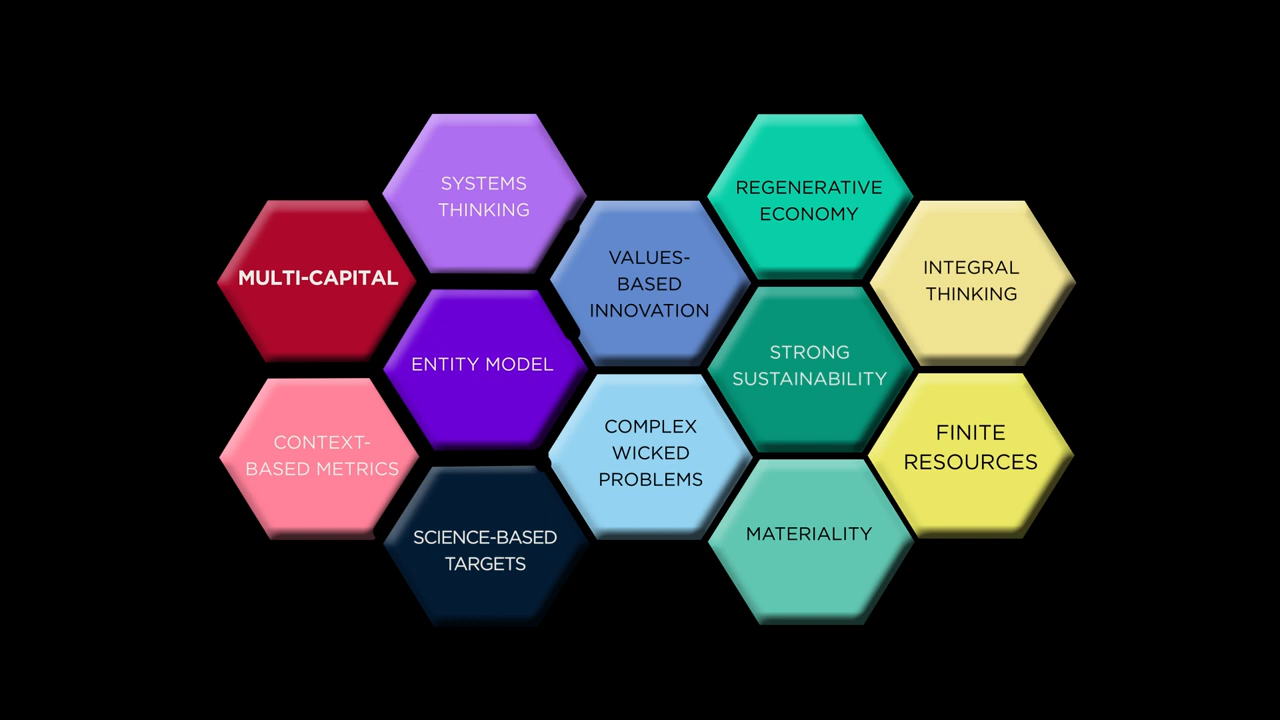 SYSTEMS
THINKING
REGENERATIVE
ECONOMY
MULTI-CAPITAL
VALUES-
BASED
INNOVATION
INTEGRAL
THINKING
ENTITY MODEL
STRONG
SUSTAINABILITY
CONTEXT-
BASED METRICS
COMPLEX
WICKED
PROBLEMS
FINITE
RESOURCES
SCIENCE-BASED
TARGETS
MATERIALITY